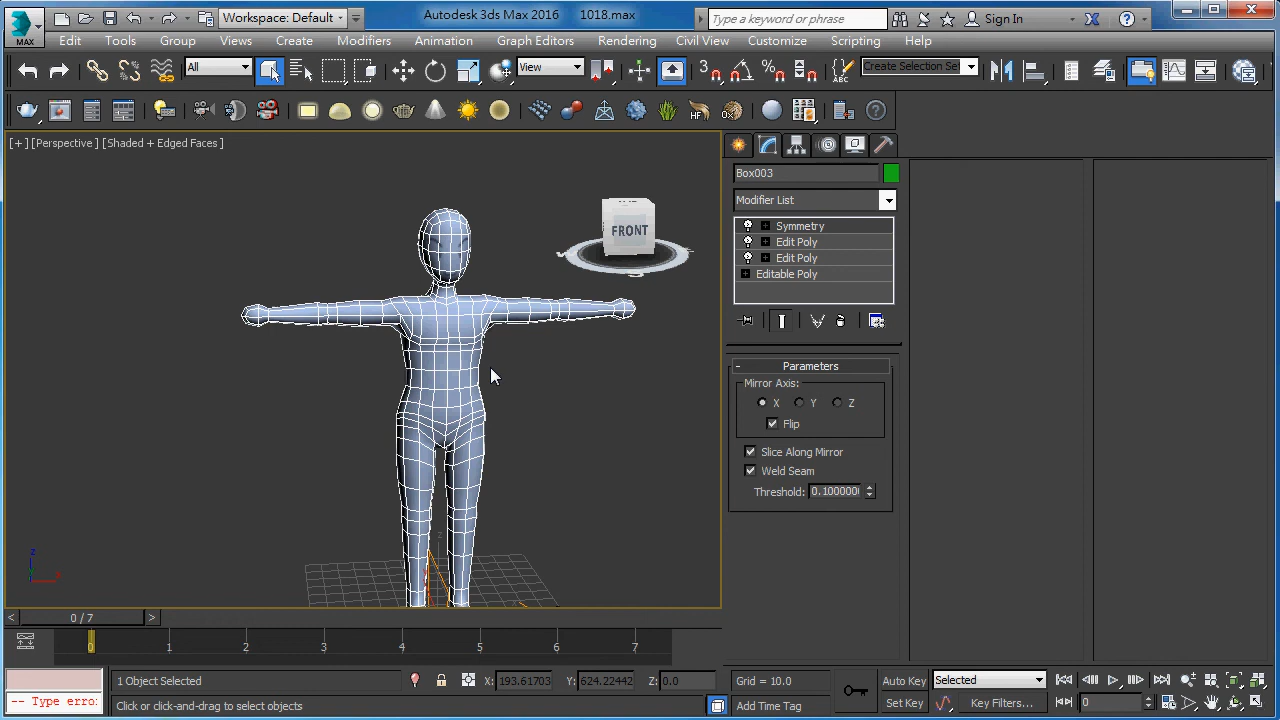 Workspace: Default
Autodesk 3ds Max 2016 1018.max
Type a keyword or phrase
Sign In
MAX
Edit Tools Group Views Create Modifiers Animation Graph Editors Rendering Civil View Customize Scripting Help
All
View
3
Create Selection Se
HF
[+] [Perspective] [Shaded + Edged Faces]
FRONT
z
z
x
Box003
Modifier List
Symmetry
Edit Poly
Edit Poly
Editable Poly
- Parameters
Mirror Axis:
X Y Z
Flip
Slice Along Mirror
Weld Seam
Threshold: 0.100000
< 0 / 7 >
0 1 2 3 4 5 6 7
-- Type erro:
1 Object Selected
X: 193.61703 Y: 624.22442 Z: 0.0
Grid = 10.0
Auto Key Selected
Click or click-and-drag to select objects
Add Time Tag
Set Key Key Filters... 0